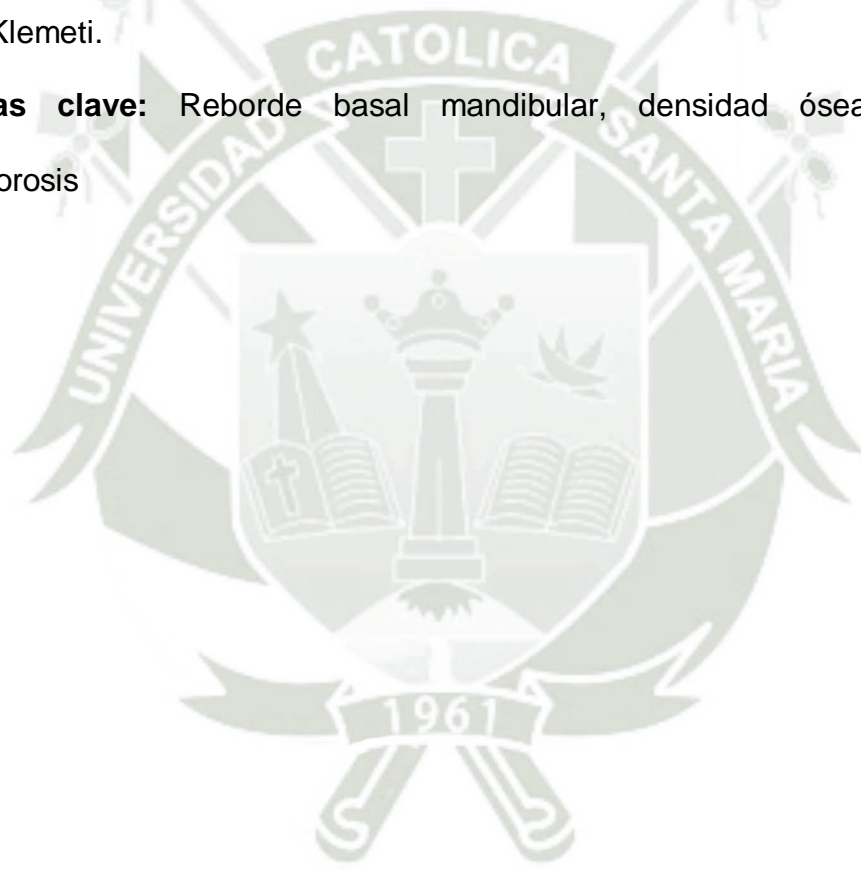 Klemeti.
as clave: Reborde basal mandibular, densidad ósea
orosis
UNIVERSIDAD CATOLICA SANTA MARIA
1961